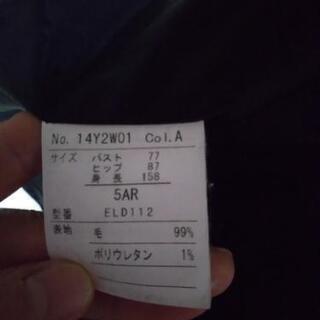 No. 14Y2W01 Col.A
サイズ バスト 77
ヒップ 87
身長 158
5AR
型番 ELD112
表地 毛 99%
ポリウレタン 1%